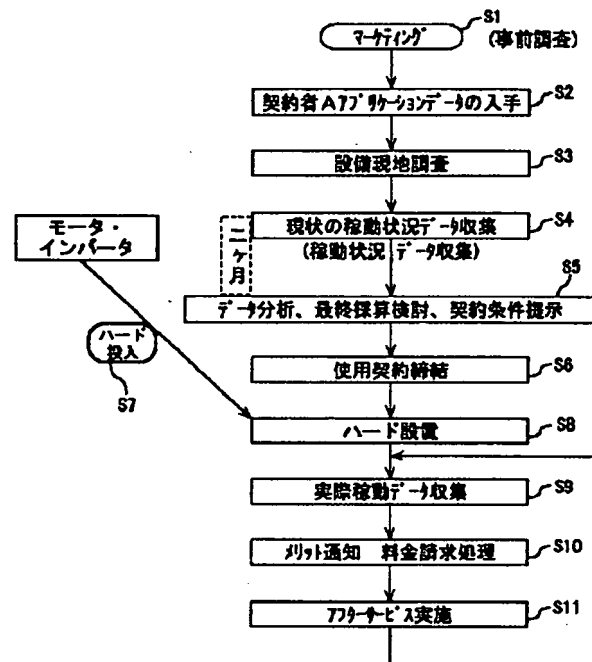 S1
マーケティング
(事前調査)
契約者Aアプリケーションデータの入手
S2
設備現地調査
S3
モータ・
インバータ
現状の稼動状況データ収集
S4
(稼動状況 データ収集)
二ヶ月
S5
データ分析、最終採算検討、契約条件提示
ハード
投入
S7
使用契約締結
S6
ハード設置
S8
実際稼動データ収集
S9
メリット通知 料金請求処理
S10
アフターサービス実施
S11